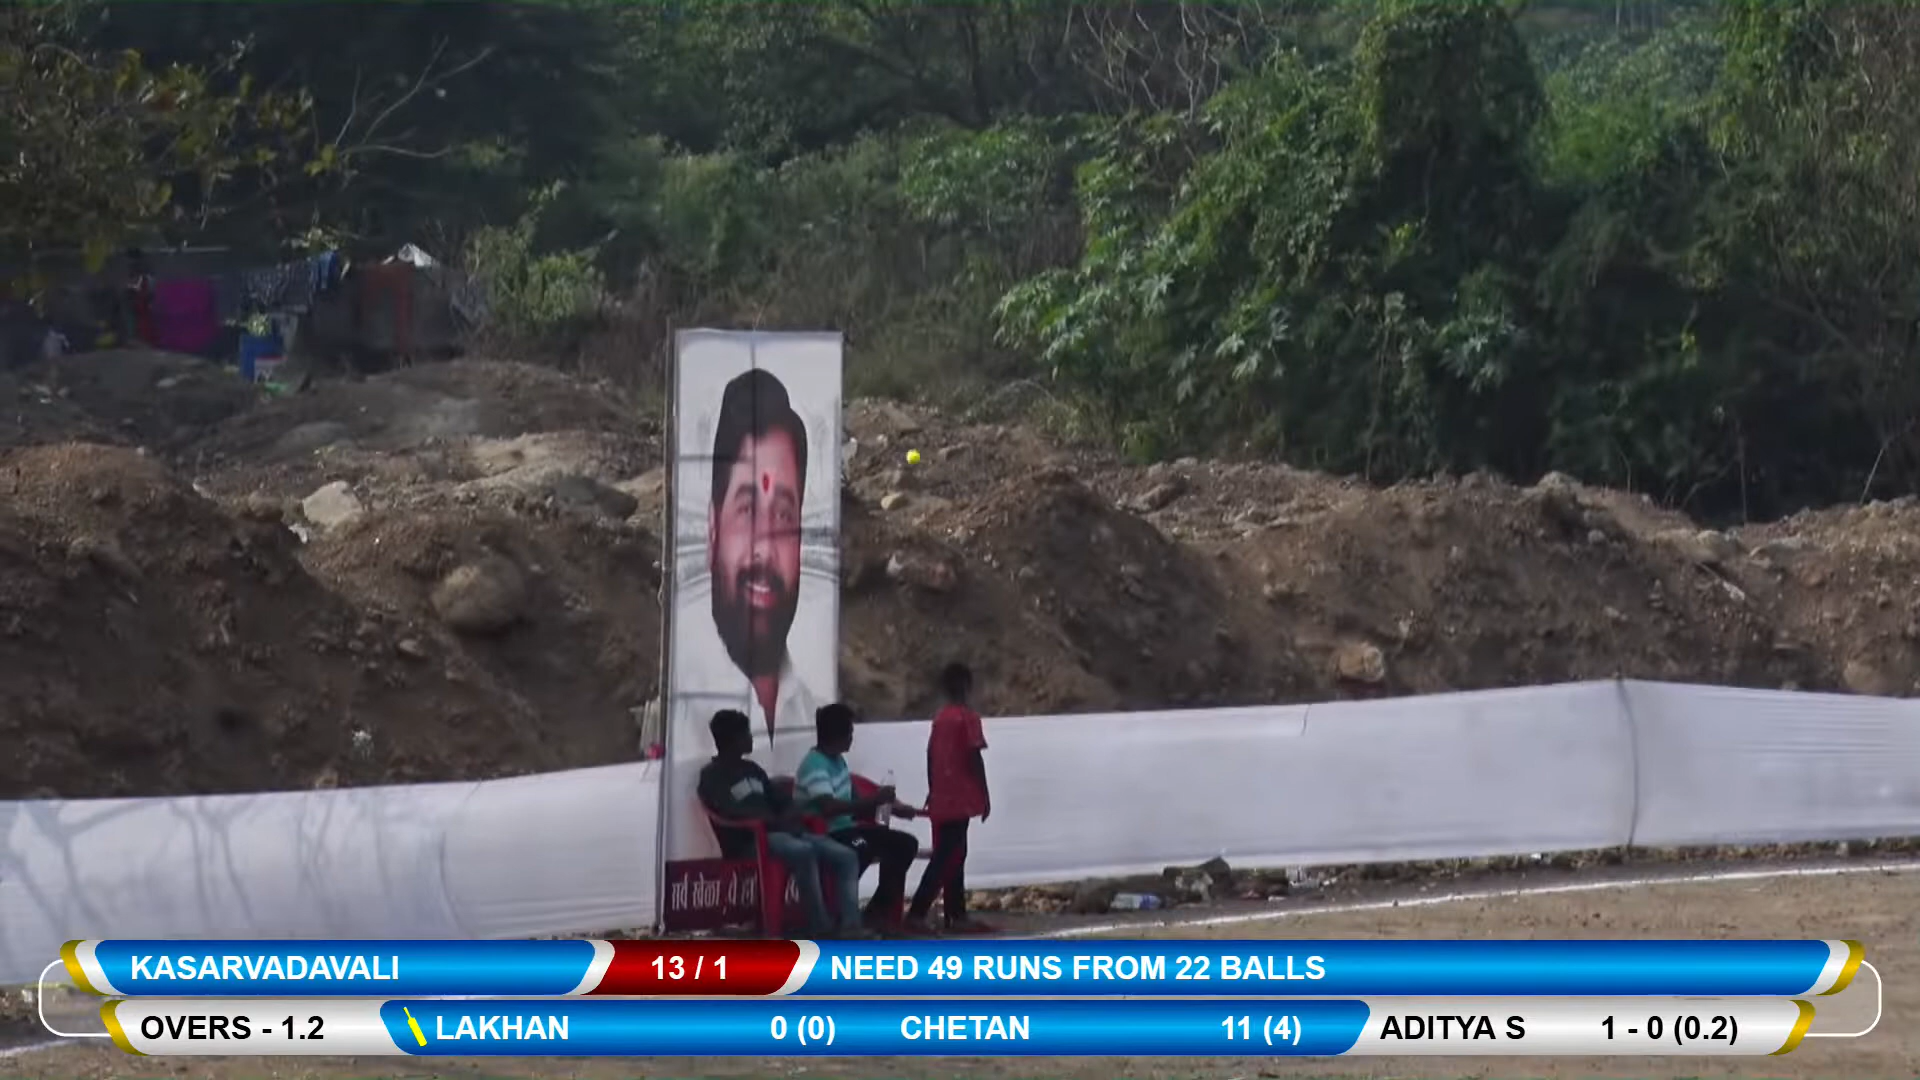 KASARVADAVALI 13 / 1 NEED 49 RUNS FROM 22 BALLS
OVERS - 1.2 LAKHAN 0 (0) CHETAN 11 (4) ADITYA S 1 - 0 (0.2)